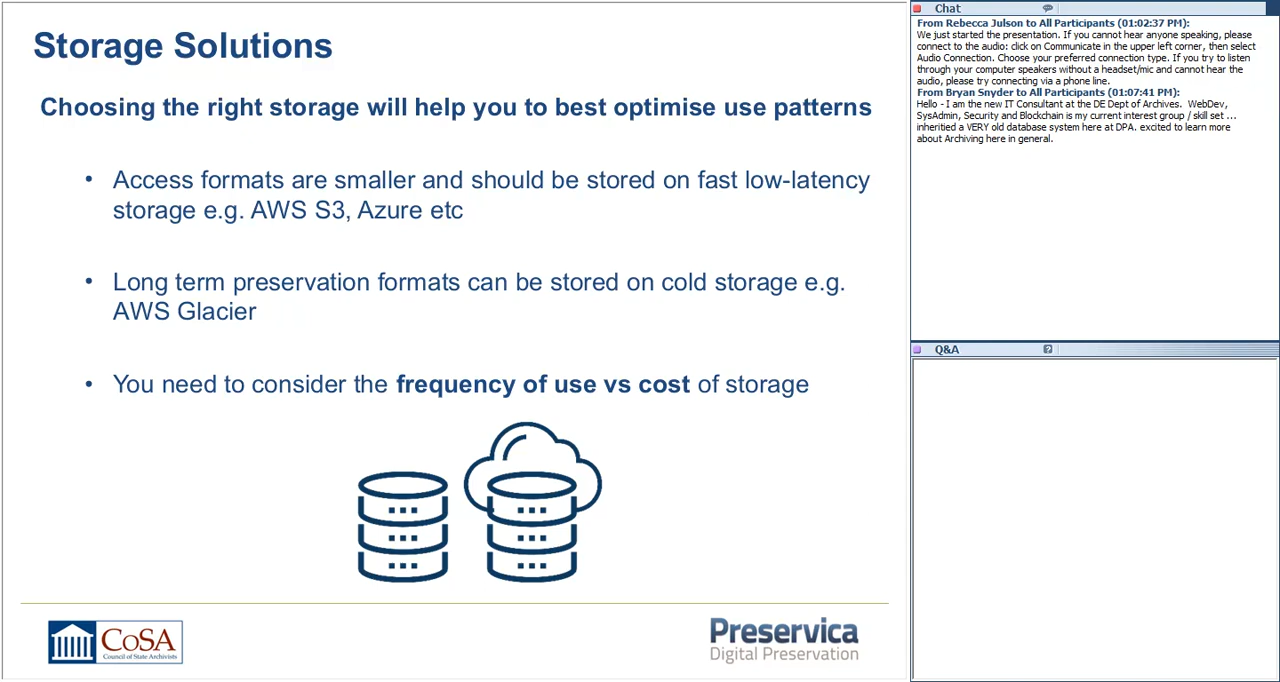 Storage Solutions
Choosing the right storage will help you to best optimise use patterns
• Access formats are smaller and should be stored on fast low-latency
storage e.g. AWS S3, Azure etc
• Long term preservation formats can be stored on cold storage e.g.
AWS Glacier
• You need to consider the frequency of use vs cost of storage
CoSA
Council of State Archivists
Preservica
Digital Preservation
Chat
From Rebecca Julson to All Participants (01:02:37 PM):
We just started the presentation. If you cannot hear anyone speaking, please
connect to the audio: click on Communicate in the upper left corner, then select
Audio Connection. Choose your preferred connection type. If you try to listen
through your computer speakers without a headset/mic and cannot hear the
audio, please try connecting via a phone line.
From Bryan Snyder to All Participants (01:07:41 PM):
Hello - I am the new IT Consultant at the DE Dept of Archives. WebDev,
SysAdmin, Security and Blockchain is my current interest group / skill set ...
inheritied a VERY old database system here at DPA. excited to learn more
about Archiving here in general.
Q&A
?